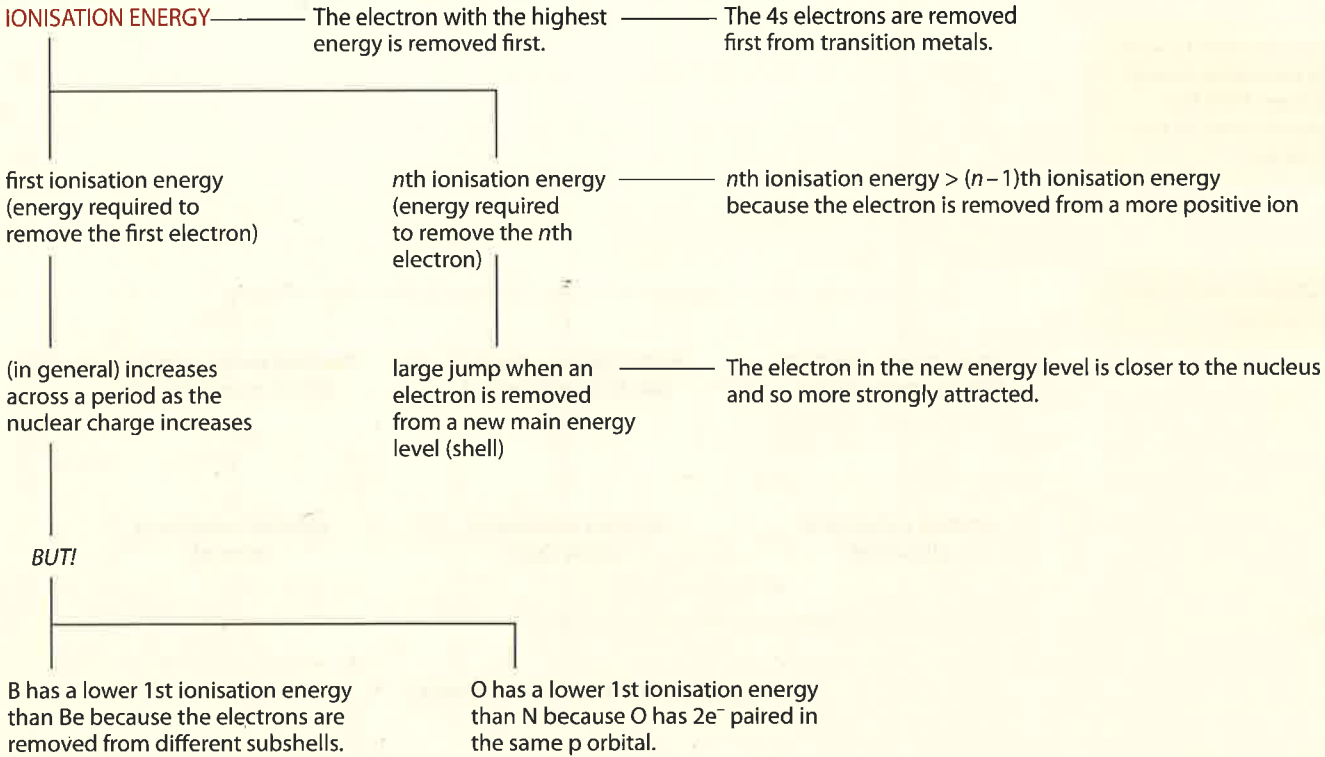 IONISATION ENERGY
The electron with the highest
energy is removed first.
The 4s electrons are removed
first from transition metals.
first ionisation energy
(energy required to
remove the first electron)
nth ionisation energy
(energy required
to remove the nth
electron)
nth ionisation energy > (n – 1)th ionisation energy
because the electron is removed from a more positive ion
(in general) increases
across a period as the
nuclear charge increases
large jump when an
electron is removed
from a new main energy
level (shell)
The electron in the new energy level is closer to the nucleus
and so more strongly attracted.
BUT!
B has a lower 1st ionisation energy
than Be because the electrons are
removed from different subshells.
O has a lower 1st ionisation energy
than N because O has 2e⁻ paired in
the same p orbital.